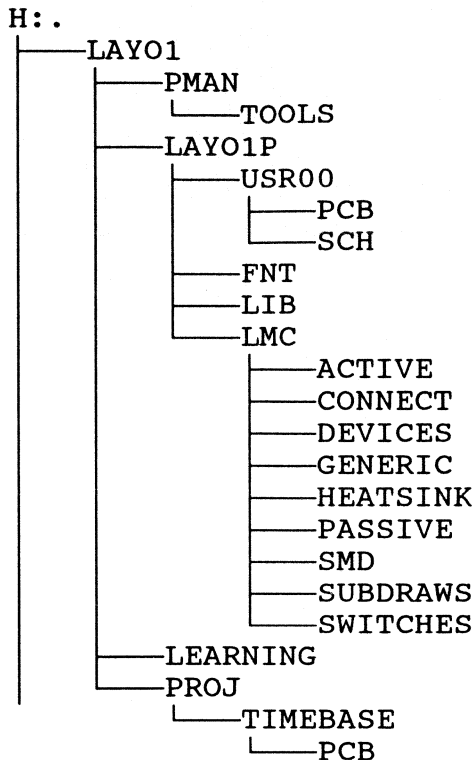 H:.
LAYO1
PMAN
TOOLS
LAYO1P
USR00
PCB
SCH
FNT
LIB
LMC
ACTIVE
CONNECT
DEVICES
GENERIC
HEATSINK
PASSIVE
SMD
SUBDRAWS
SWITCHES
LEARNING
PROJ
TIMEBASE
PCB